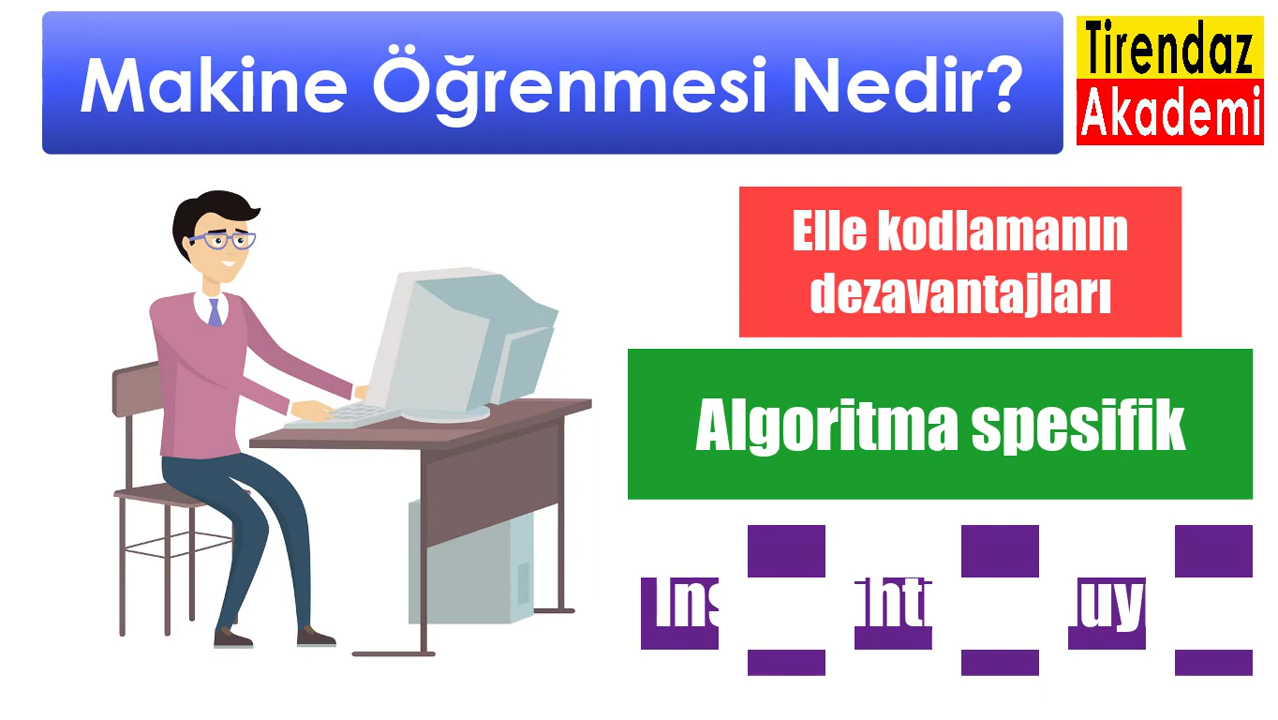 Makine Öğrenmesi Nedir?
Tirendaz
Akademi
Elle kodlamanın
dezavantajları
Algoritma spesifik